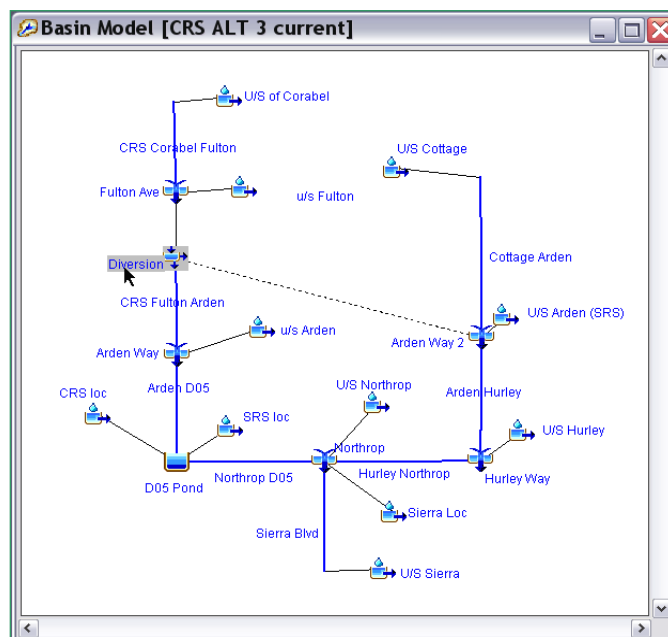 Basin Model [CRS ALT 3 current]
U/S of Corabel
CRS Corabel Fulton
U/S Cottage
Fulton Ave
u/s Fulton
Diversion
Cottage Arden
CRS Fulton Arden
U/S Arden (SRS)
u/s Arden
Arden Way 2
Arden Way
U/S Northrop
Arden D05
Arden Hurley
CRS loc
SRS loc
U/S Hurley
Northrop
Northrop D05
Hurley Northrop
Hurley Way
D05 Pond
Sierra Loc
Sierra Blvd
U/S Sierra